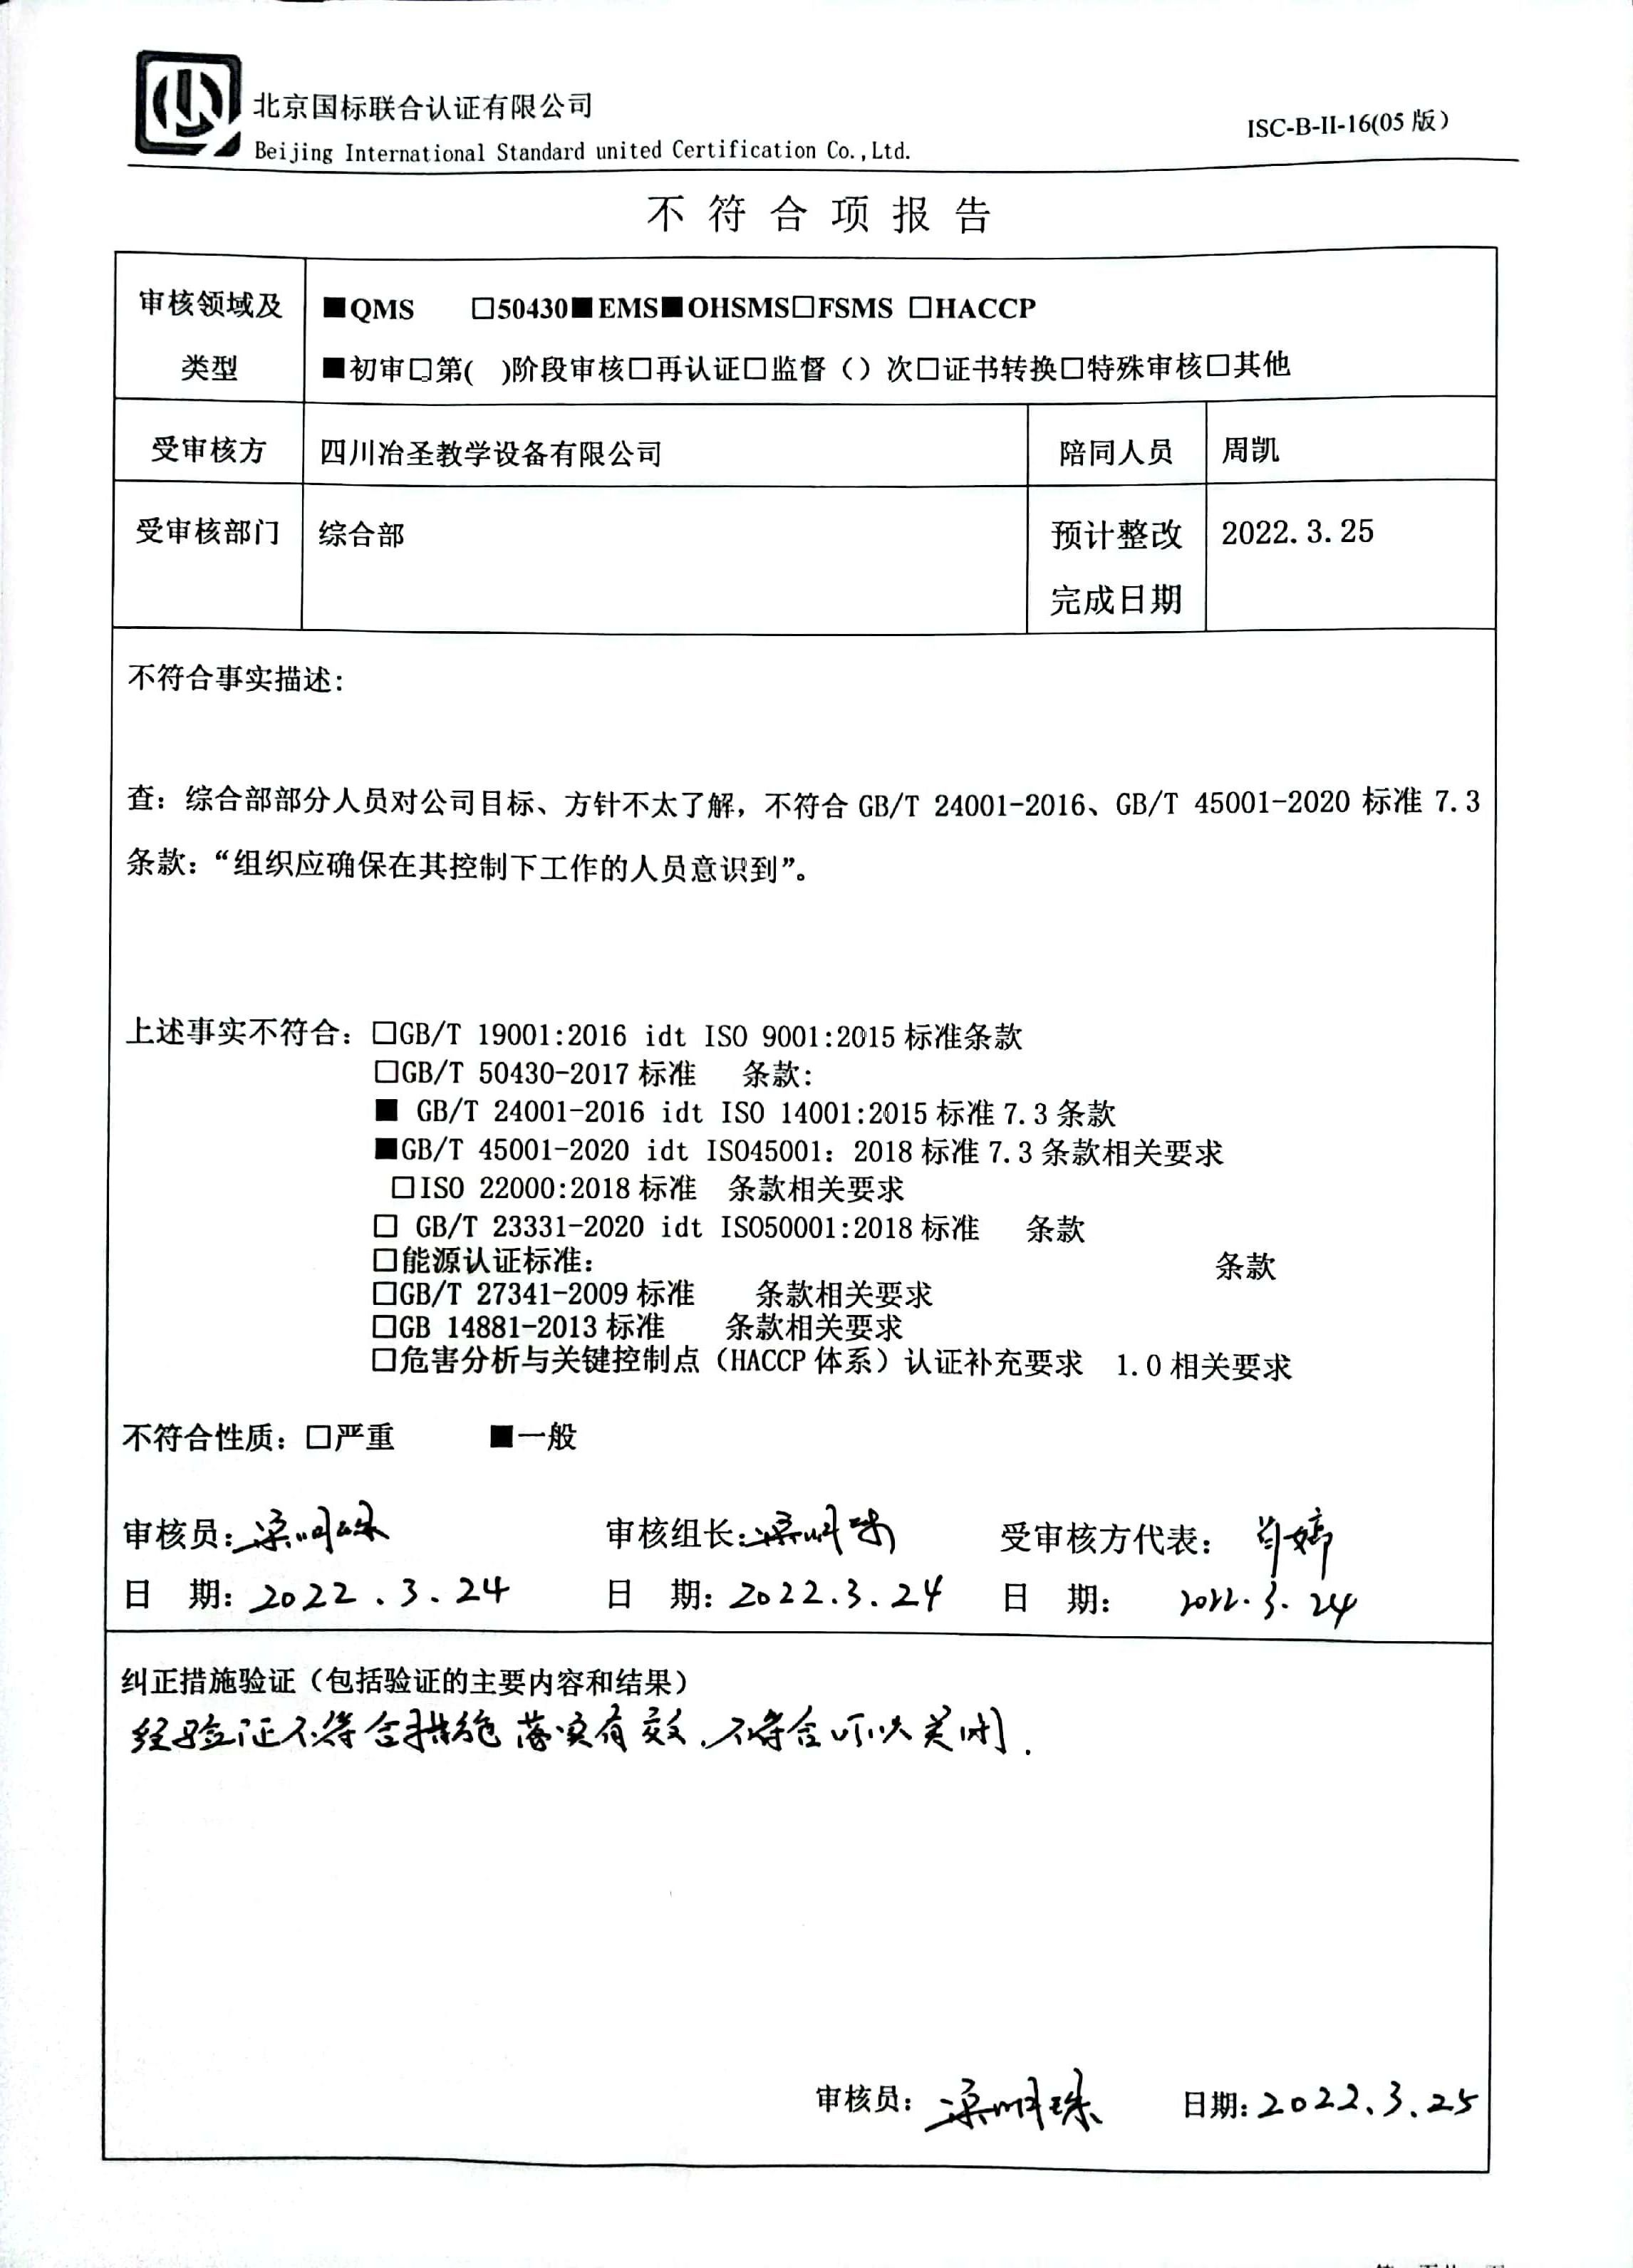 北京国标联合认证有限公司
Beijing International Standard united Certification Co.,Ltd.
ISC-B-II-16(05 版)
不符合项报告
审核领域及
类型
■QMS □50430■EMS■OHSMS□FSMS □HACCP
■初审□第( )阶段审核□再认证□监督（）次□证书转换□特殊审核□其他
受审核方
四川冶圣教学设备有限公司
陪同人员
周凯
受审核部门
综合部
预计整改
完成日期
2022.3.25
不符合事实描述：
查：综合部部分人员对公司目标、方针不太了解，不符合 GB/T 24001-2016、GB/T 45001-2020 标准 7.3
条款：“组织应确保在其控制下工作的人员意识到”。
上述事实不符合：□GB/T 19001:2016 idt ISO 9001:2015 标准条款
□GB/T 50430-2017 标准 条款：
■ GB/T 24001-2016 idt ISO 14001:2015 标准 7.3 条款
■GB/T 45001-2020 idt ISO45001：2018 标准 7.3 条款相关要求
□ISO 22000:2018 标准 条款相关要求
□ GB/T 23331-2020 idt ISO50001:2018 标准 条款
□能源认证标准： 条款
□GB/T 27341-2009 标准 条款相关要求
□GB 14881-2013 标准 条款相关要求
□危害分析与关键控制点（HACCP 体系）认证补充要求 1.0 相关要求
不符合性质：□严重 ■一般
审核员：梁明珠 审核组长：梁明珠 受审核方代表：
日 期：2022.3.24 日 期：2022.3.24 日 期：2022.3.24
纠正措施验证（包括验证的主要内容和结果）
经验证不符合措施落实有效，不符合可以关闭.
审核员：梁明珠 日期：2022.3.25